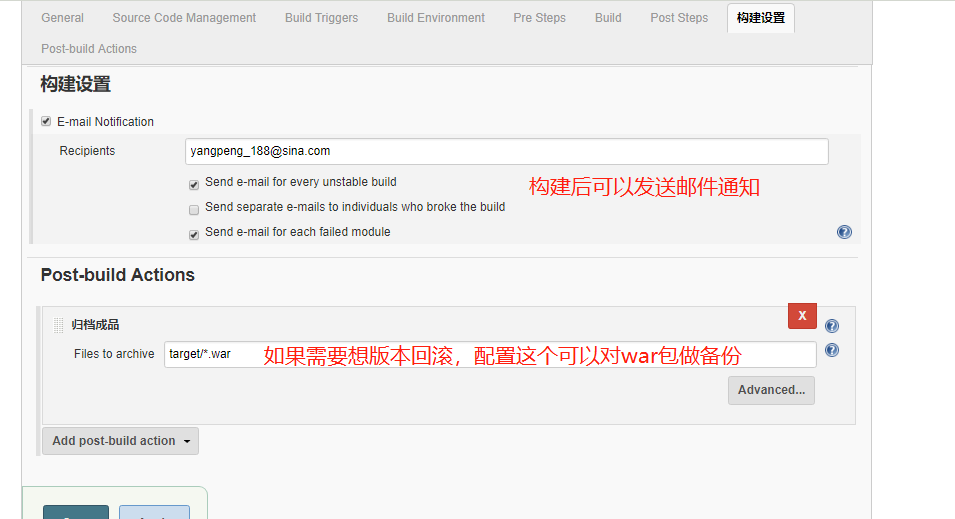 General Source Code Management Build Triggers Build Environment Pre Steps Build Post Steps 构建设置
Post-build Actions
构建设置
E-mail Notification
Recipients yangpeng_188@sina.com
Send e-mail for every unstable build
构建后可以发送邮件通知
Send separate e-mails to individuals who broke the build
Send e-mail for each failed module
Post-build Actions
归档成品 X
Files to archive target/*.war 如果需要想版本回滚，配置这个可以对war包做备份
Advanced...
Add post-build action